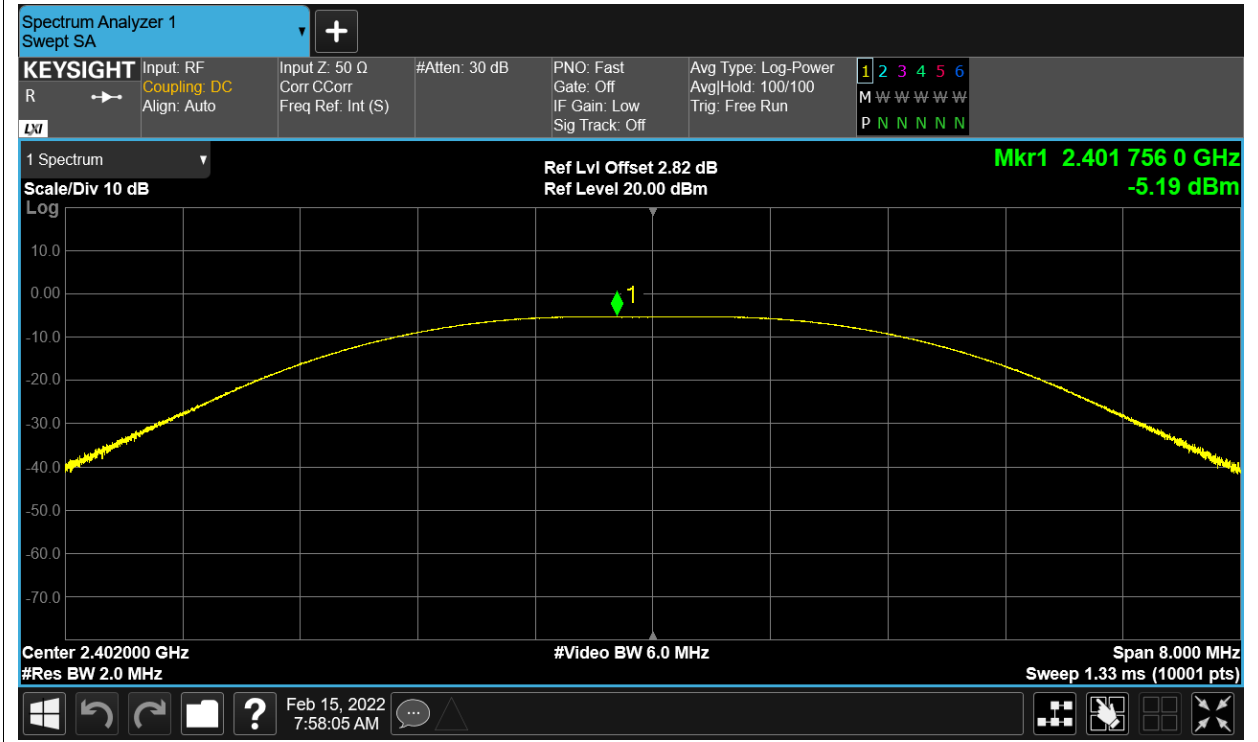 Spectrum Analyzer 1
Swept SA
KEYSIGHT
R
LXI
Input: RF
Coupling: DC
Align: Auto
Input Z: 50 Ω
Corr CCorr
Freq Ref: Int (S)
#Atten: 30 dB
PNO: Fast
Gate: Off
IF Gain: Low
Sig Track: Off
Avg Type: Log-Power
Avg|Hold: 100/100
Trig: Free Run
1 2 3 4 5 6
M W W W W W
P N N N N N
1 Spectrum
Scale/Div 10 dB
Log
Ref Lvl Offset 2.82 dB
Ref Level 20.00 dBm
Mkr1 2.401 756 0 GHz
-5.19 dBm
10.0
0.00
-10.0
-20.0
-30.0
-40.0
-50.0
-60.0
-70.0
1
Center 2.402000 GHz
#Res BW 2.0 MHz
#Video BW 6.0 MHz
Span 8.000 MHz
Sweep 1.33 ms (10001 pts)
?
Feb 15, 2022
7:58:05 AM